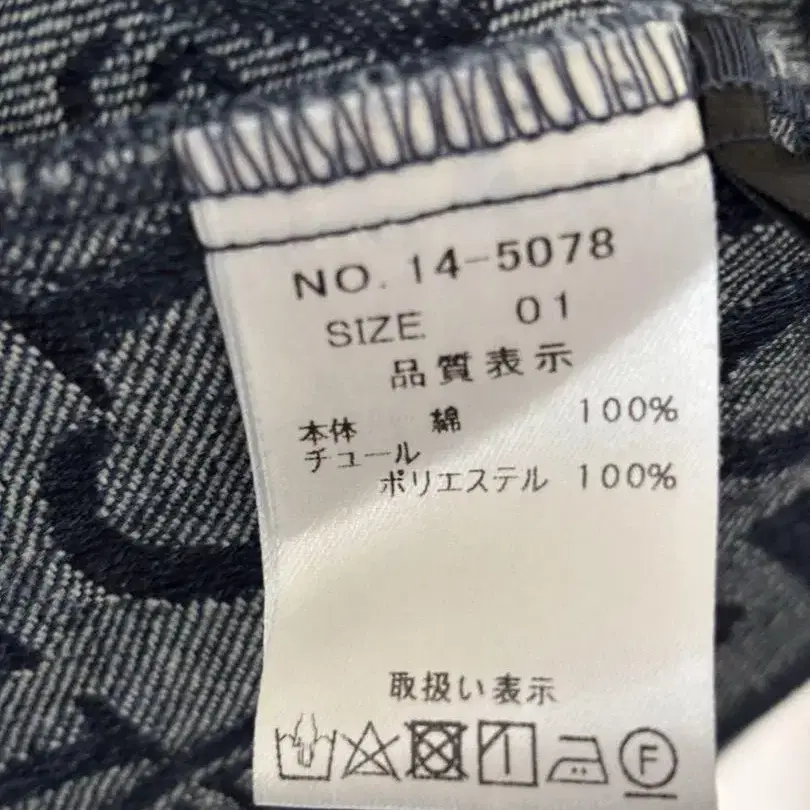 NO. 14-5078
SIZE 01
品質表示
本体 綿 100%
チュール
ポリエステル 100%
取扱い表示
F